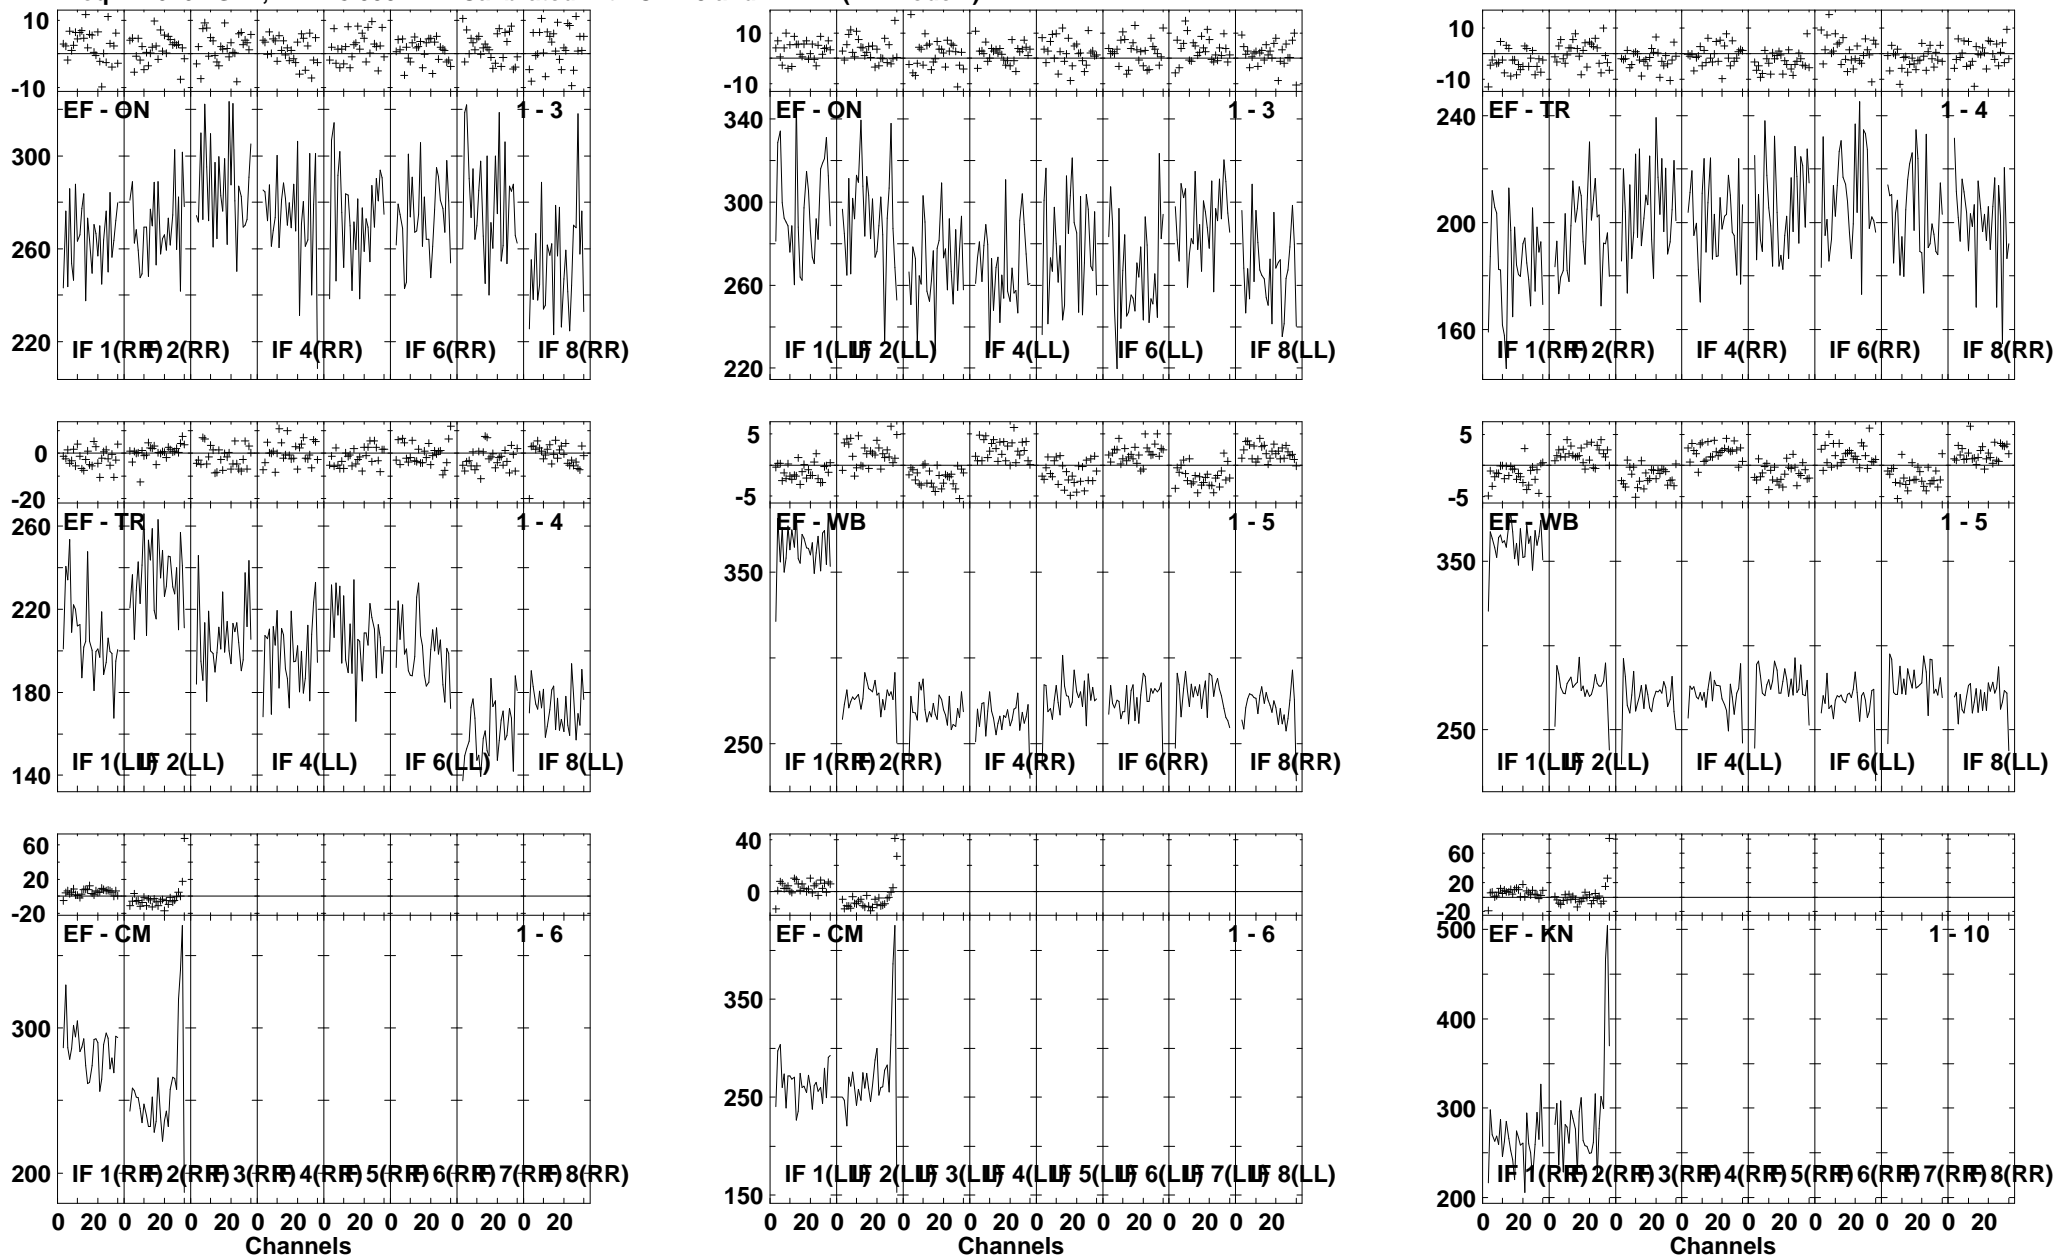 10
-10
EF - ON 1 - 3
300
260
220
IF 1(RR) IF 2(RR) IF 4(RR) IF 6(RR) IF 8(RR)
10
-10
EF - ON 1 - 3
340
300
260
220
IF 1(LL) IF 2(LL) IF 4(LL) IF 6(LL) IF 8(LL)
10
-10
EF - TR 1 - 4
240
200
160
IF 1(RR) IF 2(RR) IF 4(RR) IF 6(RR) IF 8(RR)
0
-20
EF - TR 1 - 4
260
220
180
140
IF 1(LL) IF 2(LL) IF 4(LL) IF 6(LL) IF 8(LL)
5
-5
EF - WB 1 - 5
350
250
IF 1(RR) IF 2(RR) IF 4(RR) IF 6(RR) IF 8(RR)
5
-5
EF - WB 1 - 5
350
250
IF 1(LL) IF 2(LL) IF 4(LL) IF 6(LL) IF 8(LL)
60
20
-20
EF - CM 1 - 6
300
200
IF 1(RR) IF 2(RR) IF 3(RR) IF 4(RR) IF 5(RR) IF 6(RR) IF 7(RR) IF 8(RR)
0 20 0 20 0 20 0 20 0 20 0 20 0 20 0 20
Channels
40
0
EF - CM 1 - 6
350
250
150
IF 1(LL) IF 2(LL) IF 3(LL) IF 4(LL) IF 5(LL) IF 6(LL) IF 7(LL) IF 8(LL)
0 20 0 20 0 20 0 20 0 20 0 20 0 20 0 20
Channels
60
20
-20
EF - KN 1 - 10
500
400
300
200
IF 1(RR) IF 2(RR) IF 3(RR) IF 4(RR) IF 5(RR) IF 6(RR) IF 7(RR) IF 8(RR)
0 20 0 20 0 20 0 20 0 20 0 20 0 20 0 20
Channels